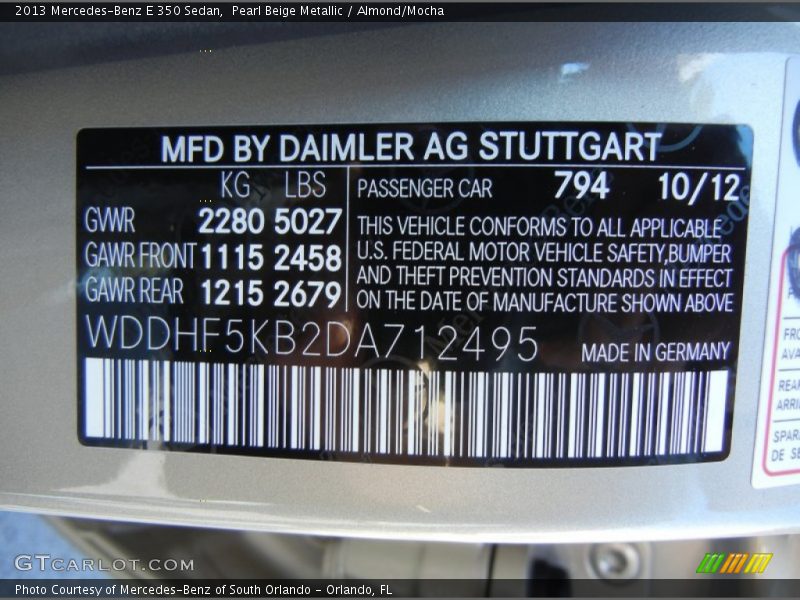 2013 Mercedes-Benz E 350 Sedan,  Pearl Beige Metallic / Almond/Mocha
MFD BY DAIMLER AG STUTTGART
KG LBS
GVWR 2280 5027
GAWR FRONT 1115 2458
GAWR REAR 1215 2679
PASSENGER CAR 794 10/12
THIS VEHICLE CONFORMS TO ALL APPLICABLE
U.S. FEDERAL MOTOR VEHICLE SAFETY,BUMPER
AND THEFT PREVENTION STANDARDS IN EFFECT
ON THE DATE OF MANUFACTURE SHOWN ABOVE
WDDHF5KB2DA712495
MADE IN GERMANY
SPAR
DE SE
GTCARLOT.COM
Photo Courtesy of Mercedes-Benz of South Orlando - Orlando, FL